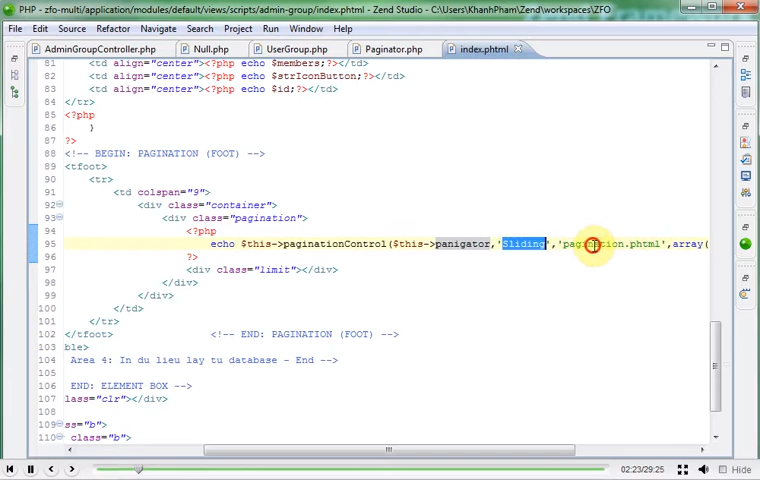 PHP - zfo-multi/application/modules/default/views/scripts/admin-group/index.phtml - Zend Studio - C:\Users\KhanhPham\Zend\workspaces\ZFO
File Edit Source Refactor Navigate Search Project Run Window Help
AdminGroupController.php Null.php UserGroup.php Paginator.php index.phtml
81 <td align="center"><?php echo $members;?></td>
82 <td align="center"><?php echo $strIconButton;?></td>
83 <td align="center"><?php echo $id;?></td>
84 </tr>
85 <?php
86 }
87 ?>
88 <!-- BEGIN: PAGINATION (FOOT) -->
89 <tfoot>
90 <tr>
91 <td colspan="9">
92 <div class="container">
93 <div class="pagination">
94 <?php
95 echo $this->paginationControl($this->panigator,'Sliding','pagination.phtml',array(
96 ?>
97 <div class="limit"></div>
98 </div>
99 </div>
100 </td>
101 </tr>
102 </tfoot> <!-- END: PAGINATION (FOOT) -->
103 ble>
104 Area 4: In du lieu lay tu database - End -->
105
106 END: ELEMENT BOX -->
107 lass="clr"></div>
108
109 ss="b">
110 class="b">
02:23/29:25 Hide